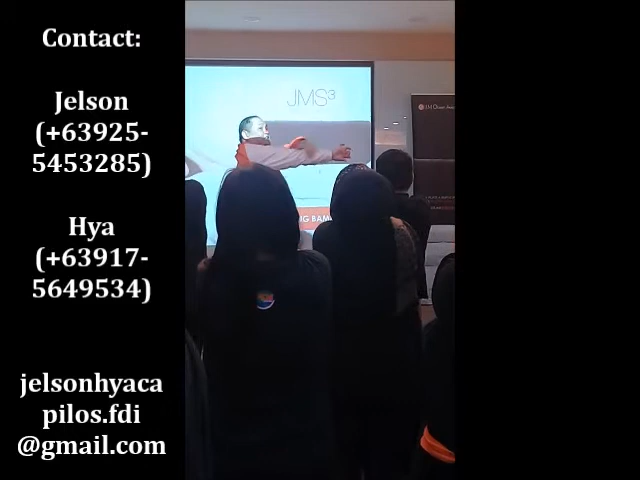 Contact:
Jelson
(+63925-
5453285)
Hya
(+63917-
5649534)
jelsonhyaca
pilos.fdi
@gmail.com
JMS³